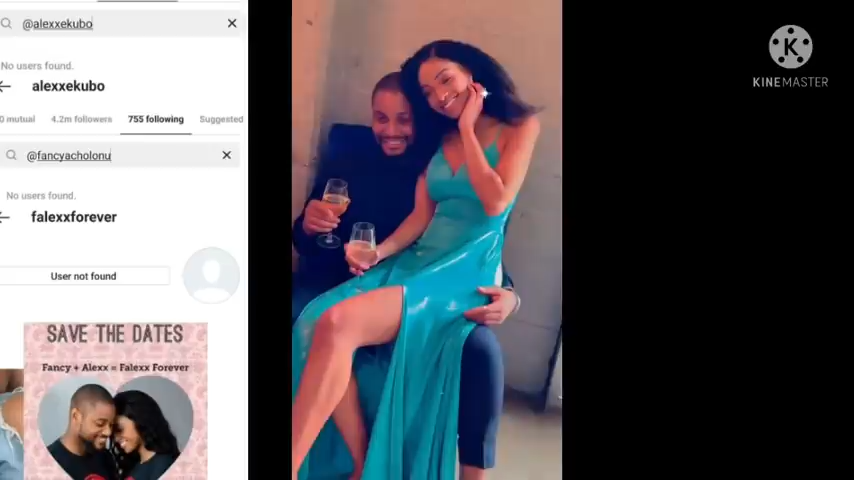 @alexxekubo
No users found.
alexxekubo
0 mutual 4.2m followers 755 following Suggested
@fancyacholonu
No users found.
falexxforever
User not found
SAVE THE DATES
Fancy + Alexx = Falexx Forever
K
KINEMASTER